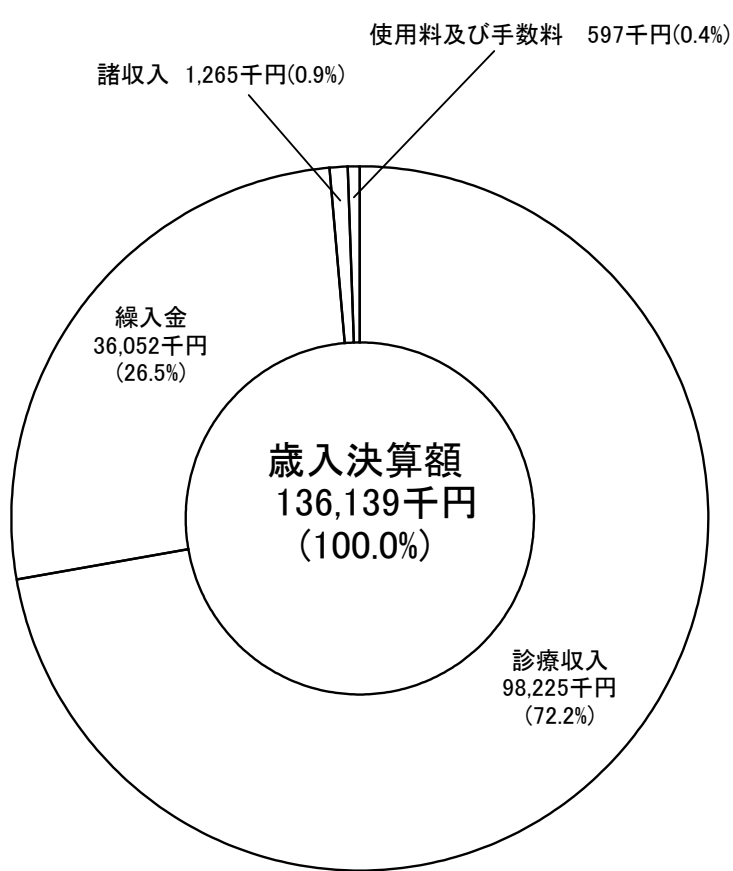 使用料及び手数料　597千円(0.4%)
諸収入　1,265千円(0.9%)
繰入金
36,052千円
(26.5%)
歳入決算額
136,139千円
(100.0%)
診療収入
98,225千円
(72.2%)